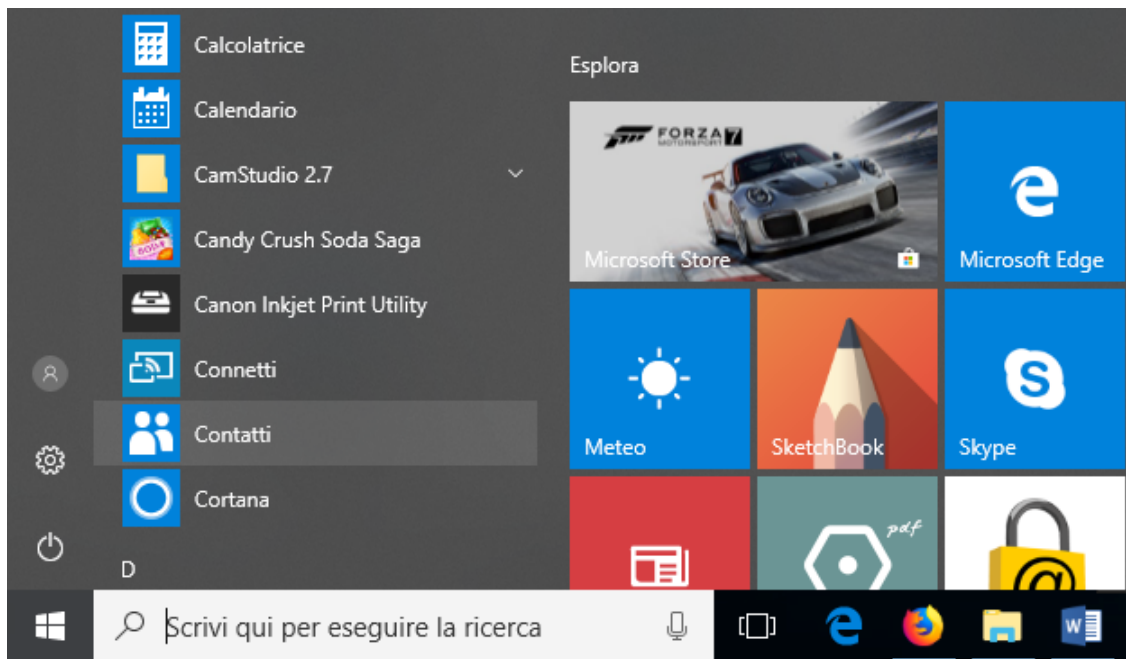 Calcolatrice
Calendario
CamStudio 2.7
Candy Crush Soda Saga
Canon Inkjet Print Utility
Connetti
Contatti
Cortana
D
Esplora
FORZA 7
MOTORSPORT
Microsoft Store
Microsoft Edge
Meteo
SketchBook
Skype
pdf
Scrivi qui per eseguire la ricerca